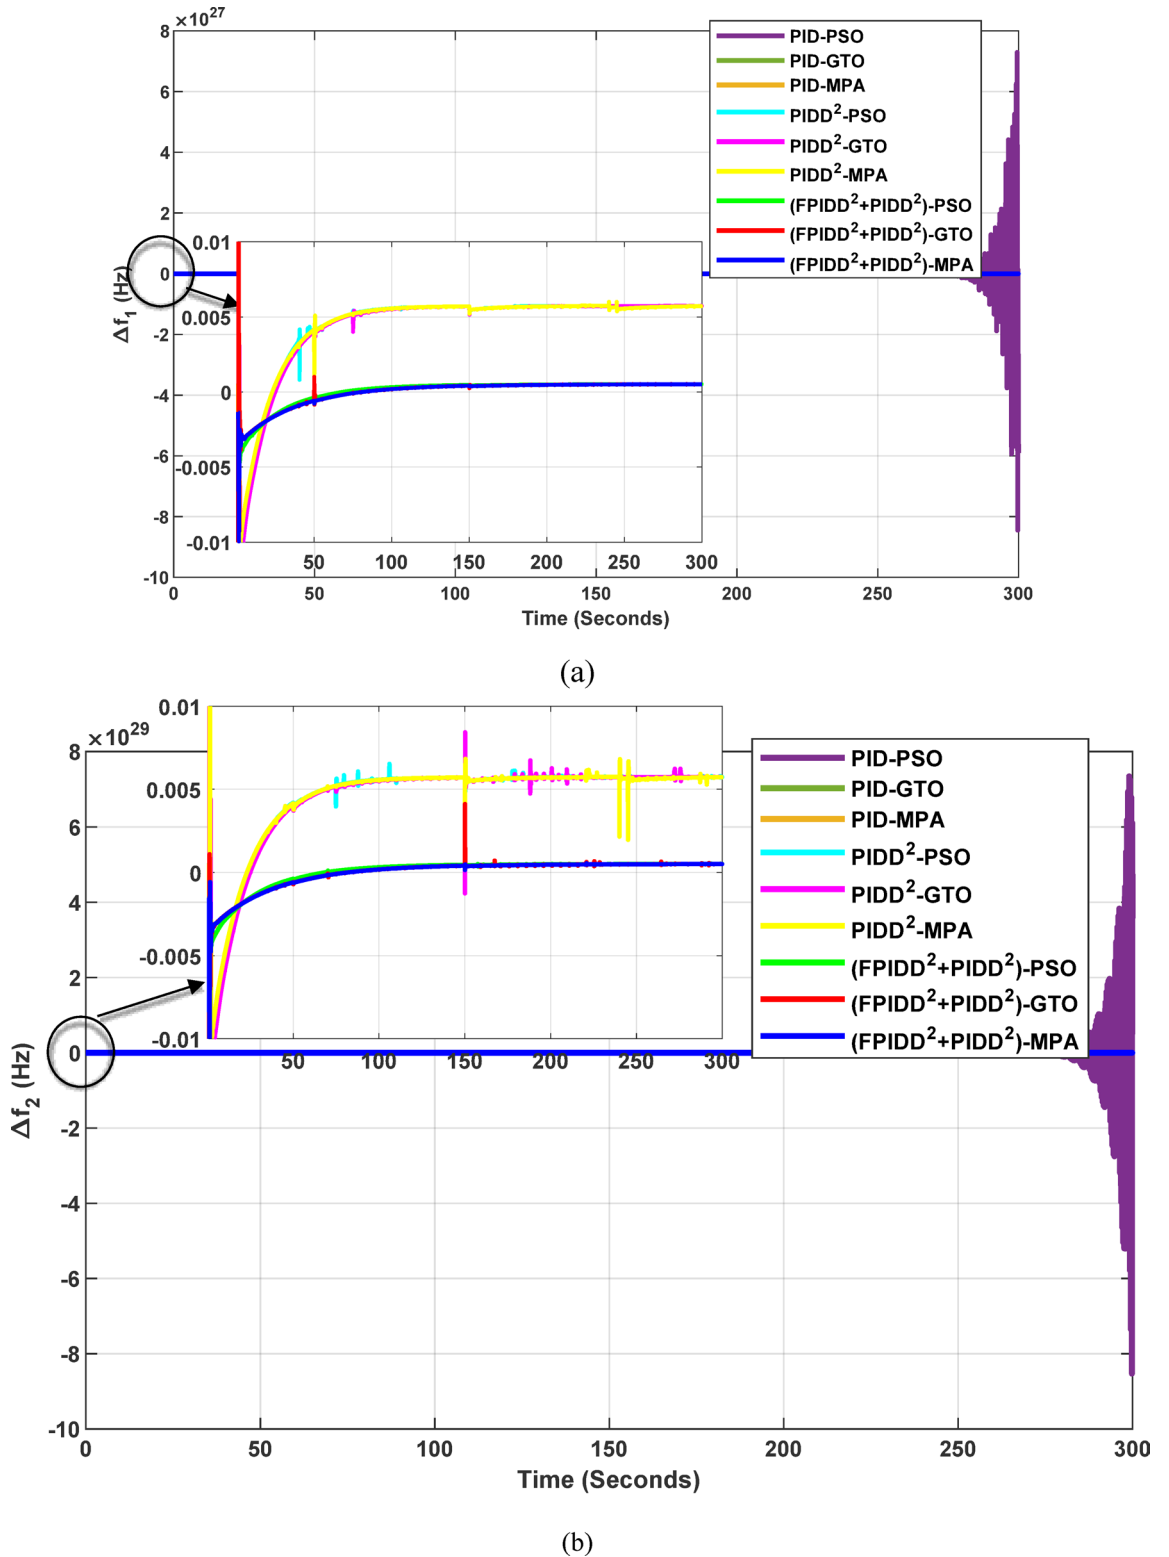 ×10^27
8
6
4
2
0
-2
-4
-6
-8
-10
Δf1 (Hz)
0
50
100
150
200
250
300
Time (Seconds)
0.01
0.005
0
-0.005
-0.01
50
100
150
200
250
300
PID-PSO
PID-GTO
PID-MPA
PIDD²-PSO
PIDD²-GTO
PIDD²-MPA
(FPIDD²+PIDD²)-PSO
(FPIDD²+PIDD²)-GTO
(FPIDD²+PIDD²)-MPA
(a)
×10^29
8
6
4
2
0
-2
-4
-6
-8
-10
Δf2 (Hz)
0
50
100
150
200
250
300
Time (Seconds)
0.01
0.005
0
-0.005
-0.01
50
100
150
200
250
300
PID-PSO
PID-GTO
PID-MPA
PIDD²-PSO
PIDD²-GTO
PIDD²-MPA
(FPIDD²+PIDD²)-PSO
(FPIDD²+PIDD²)-GTO
(FPIDD²+PIDD²)-MPA
(b)